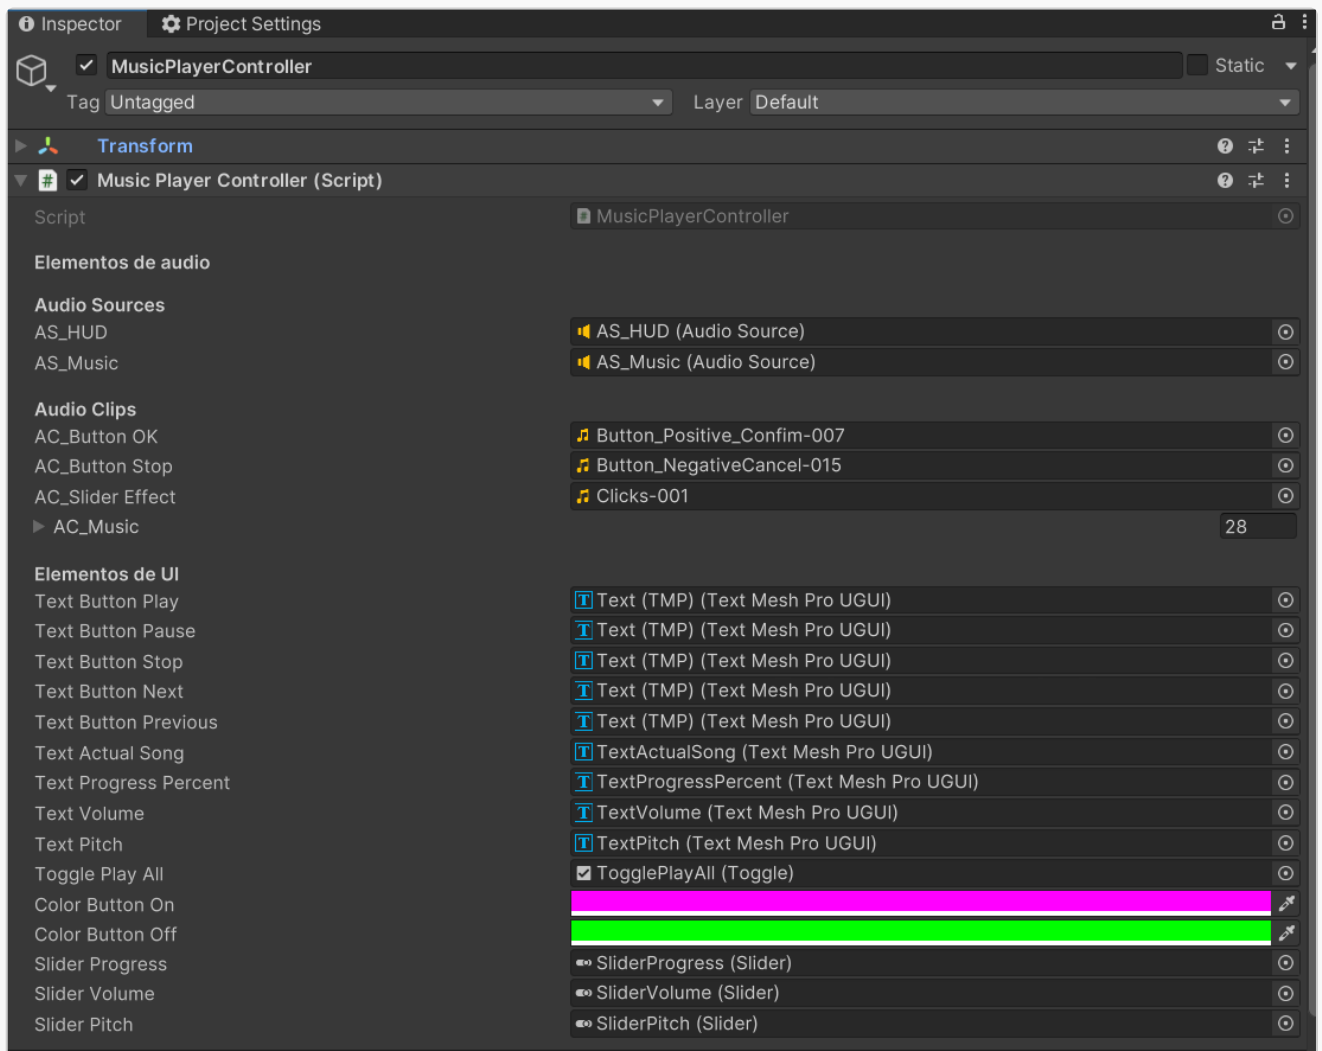 Inspector Project Settings
MusicPlayerController Static
Tag Untagged Layer Default
Transform
# Music Player Controller (Script)
Script # MusicPlayerController
Elementos de audio
Audio Sources
AS_HUD AS_HUD (Audio Source)
AS_Music AS_Music (Audio Source)
Audio Clips
AC_Button OK Button_Positive_Confim-007
AC_Button Stop Button_NegativeCancel-015
AC_Slider Effect Clicks-001
AC_Music 28
Elementos de UI
Text Button Play Text (TMP) (Text Mesh Pro UGUI)
Text Button Pause Text (TMP) (Text Mesh Pro UGUI)
Text Button Stop Text (TMP) (Text Mesh Pro UGUI)
Text Button Next Text (TMP) (Text Mesh Pro UGUI)
Text Button Previous Text (TMP) (Text Mesh Pro UGUI)
Text Actual Song TextActualSong (Text Mesh Pro UGUI)
Text Progress Percent TextProgressPercent (Text Mesh Pro UGUI)
Text Volume TextVolume (Text Mesh Pro UGUI)
Text Pitch TextPitch (Text Mesh Pro UGUI)
Toggle Play All TogglePlayAll (Toggle)
Color Button On
Color Button Off
Slider Progress SliderProgress (Slider)
Slider Volume SliderVolume (Slider)
Slider Pitch SliderPitch (Slider)